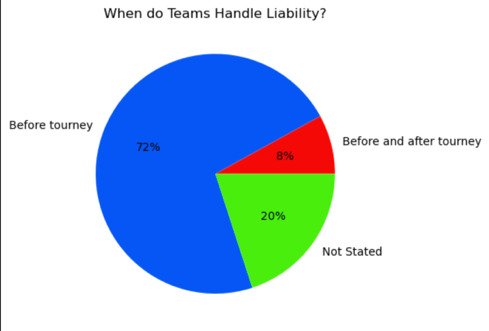 When do Teams Handle Liability?
Before tourney
72%
Before and after tourney
8%
20%
Not Stated